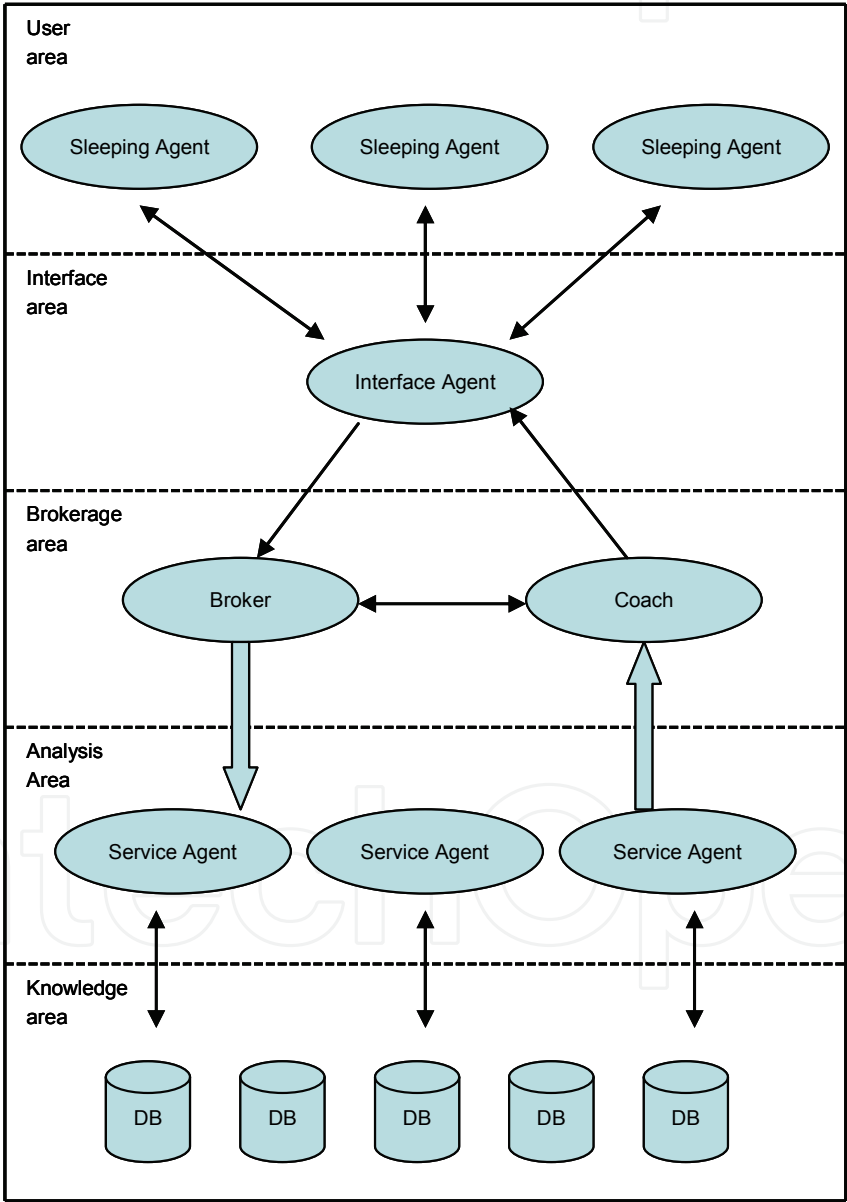 User
area
Sleeping Agent
Sleeping Agent
Sleeping Agent
Interface
area
Interface Agent
Brokerage
area
Broker
Coach
Analysis
Area
Service Agent
Service Agent
Service Agent
Knowledge
area
DB
DB
DB
DB
DB